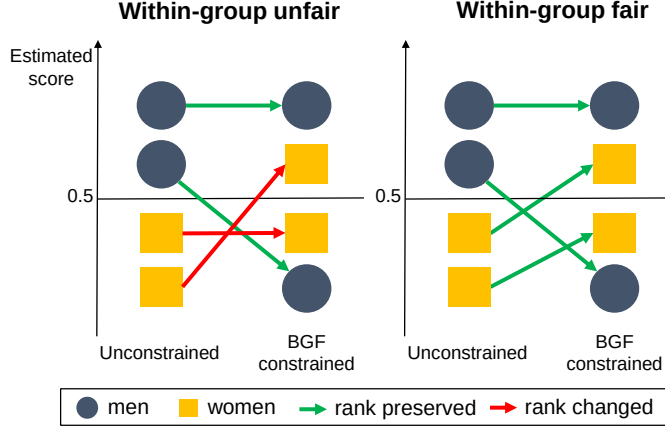 Within-group unfair
Within-group fair
Estimated
score
0.5
0.5
Unconstrained
BGF
constrained
Unconstrained
BGF
constrained
men
women
rank preserved
rank changed